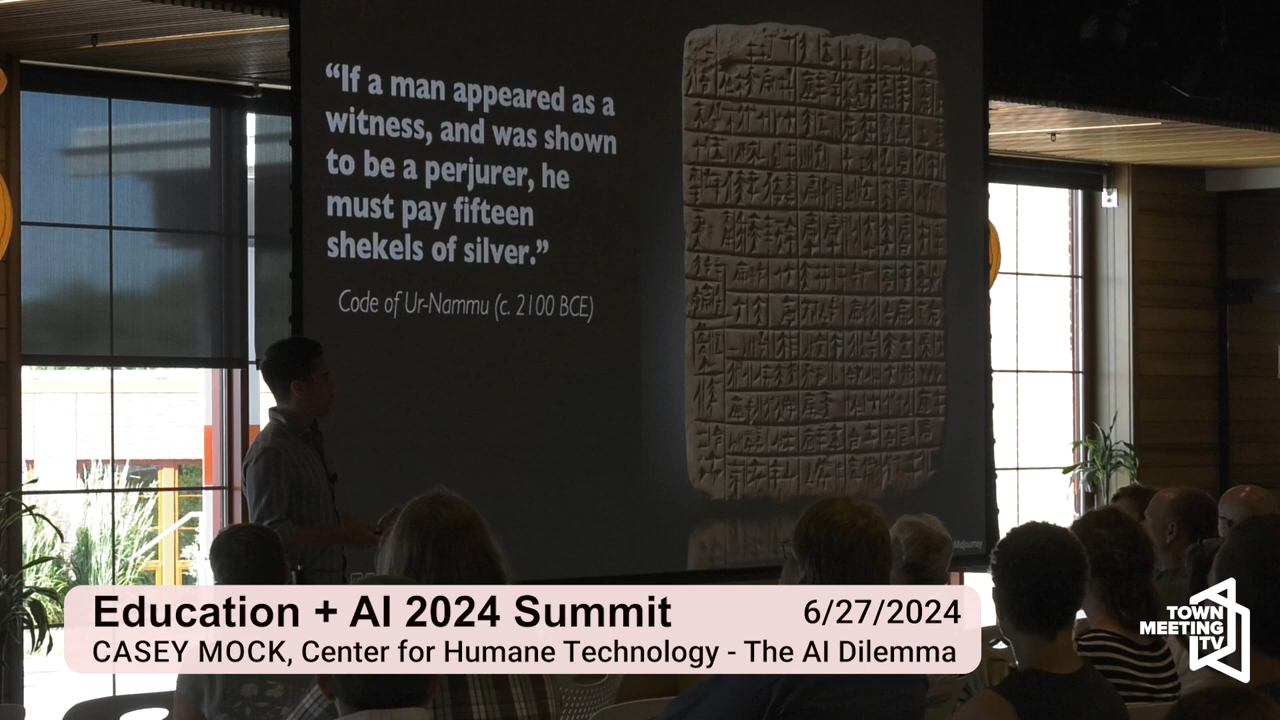 “If a man appeared as a
witness, and was shown
to be a perjurer, he
must pay fifteen
shekels of silver.”
Code of Ur-Nammu (c. 2100 BCE)
Midjourney
Education + AI 2024 Summit
6/27/2024
CASEY MOCK, Center for Humane Technology - The AI Dilemma
TOWN
MEETING
TV